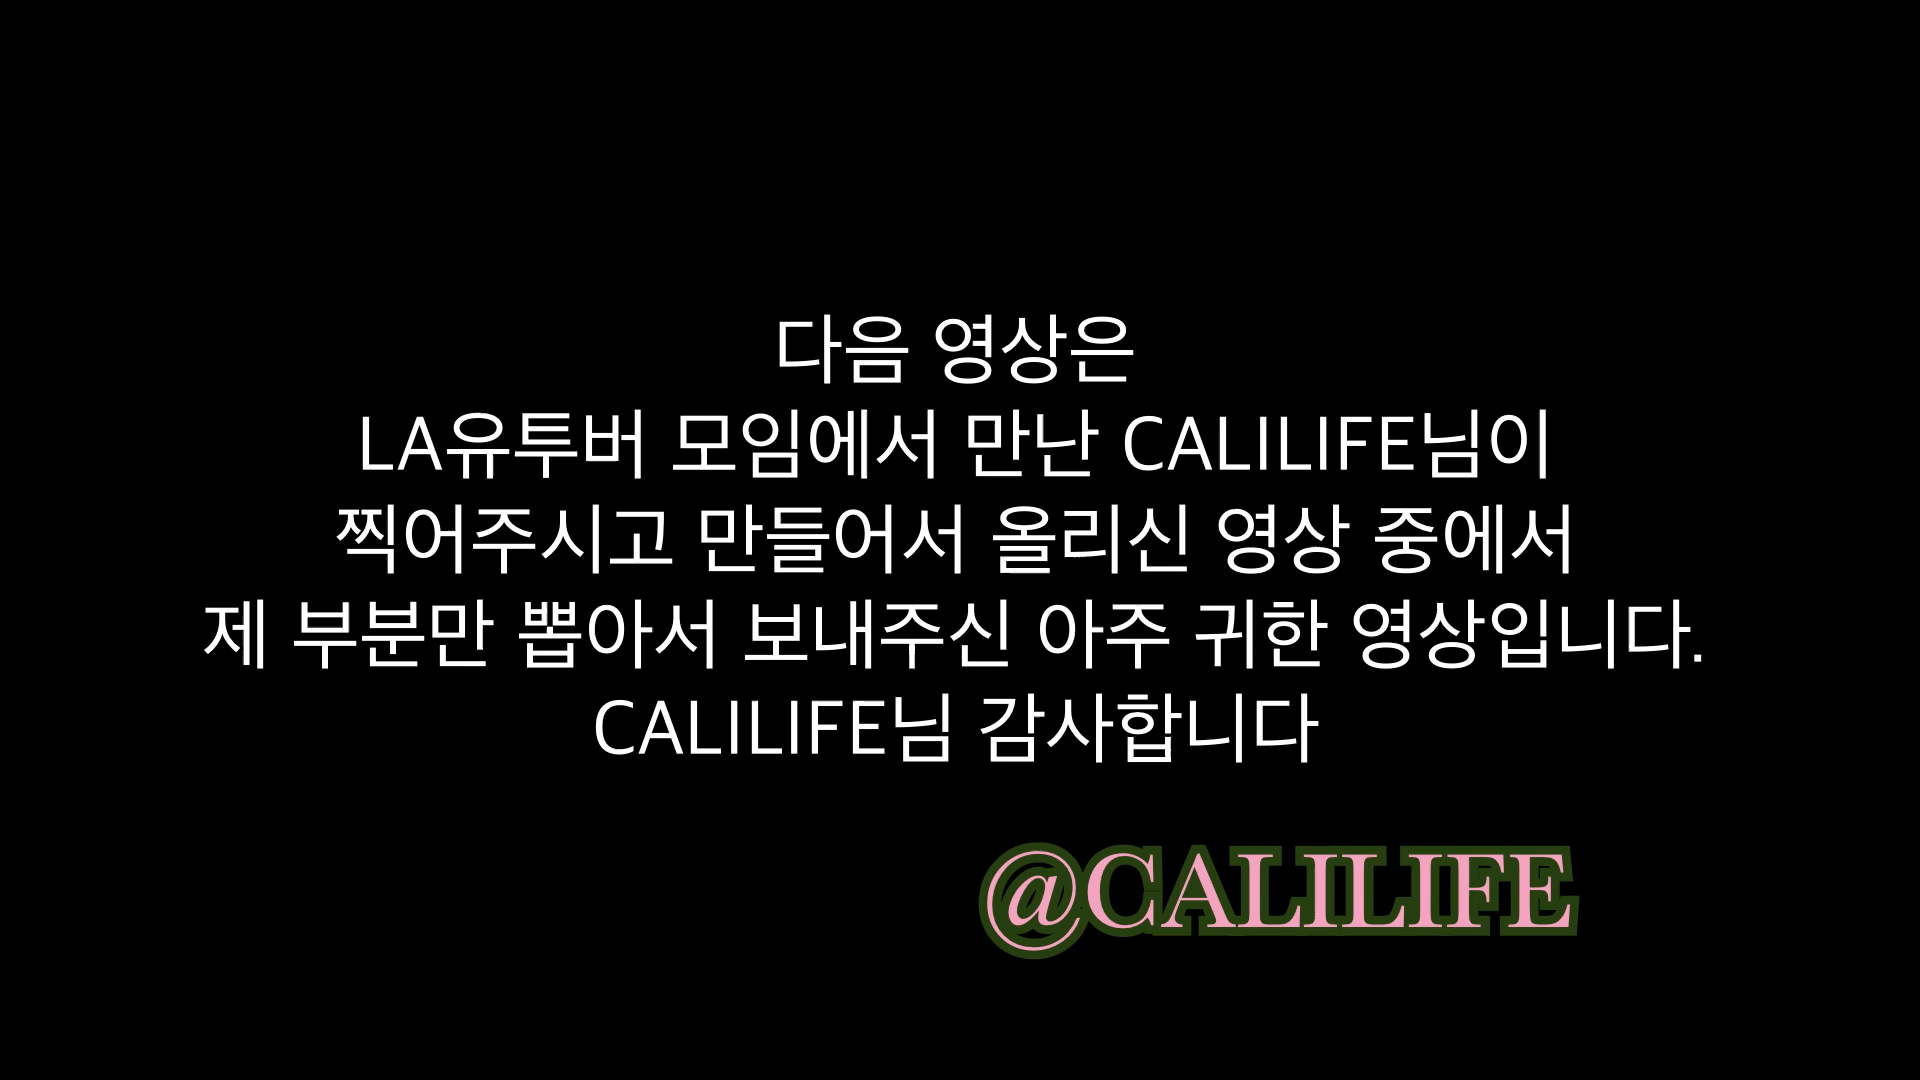 다음 영상은
LA유투버 모임에서 만난 CALILIFE님이
찍어주시고 만들어서 올리신 영상 중에서
제 부분만 뽑아서 보내주신 아주 귀한 영상입니다.
CALILIFE님 감사합니다
@CALILIFE